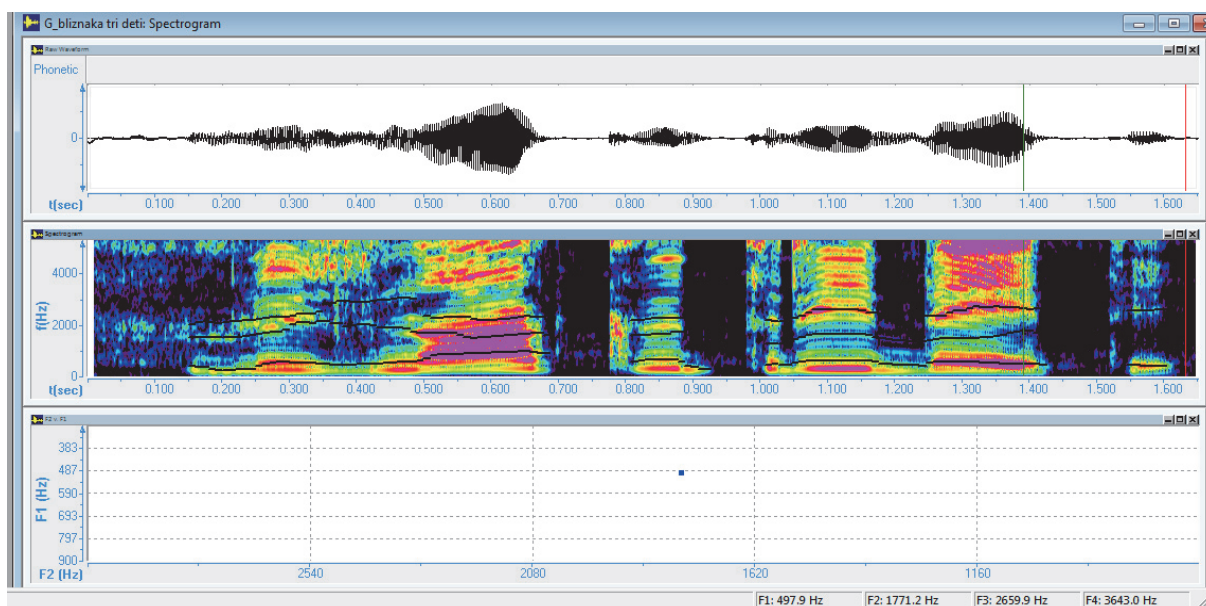 G_bliznaka tri deti: Spectrogram
Raw Waveform
Phonetic
0
t(sec) 0.100 0.200 0.300 0.400 0.500 0.600 0.700 0.800 0.900 1.000 1.100 1.200 1.300 1.400 1.500 1.600
Spectrogram
f(Hz)
4000
2000
0
t(sec) 0.100 0.200 0.300 0.400 0.500 0.600 0.700 0.800 0.900 1.000 1.100 1.200 1.300 1.400 1.500 1.600
F2 v. F1
F1 (Hz)
383
487
590
693
797
900
F2 (Hz) 2540 2080 1620 1160
F1: 497.9 Hz F2: 1771.2 Hz F3: 2659.9 Hz F4: 3643.0 Hz